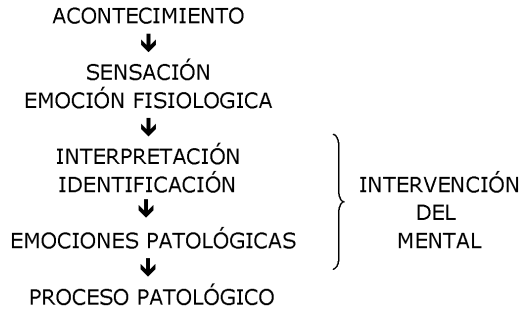 ACONTECIMIENTO
SENSACIÓN
EMOCIÓN FISIOLOGICA
INTERPRETACIÓN
IDENTIFICACIÓN
EMOCIONES PATOLÓGICAS
PROCESO PATOLÓGICO
INTERVENCIÓN
DEL
MENTAL